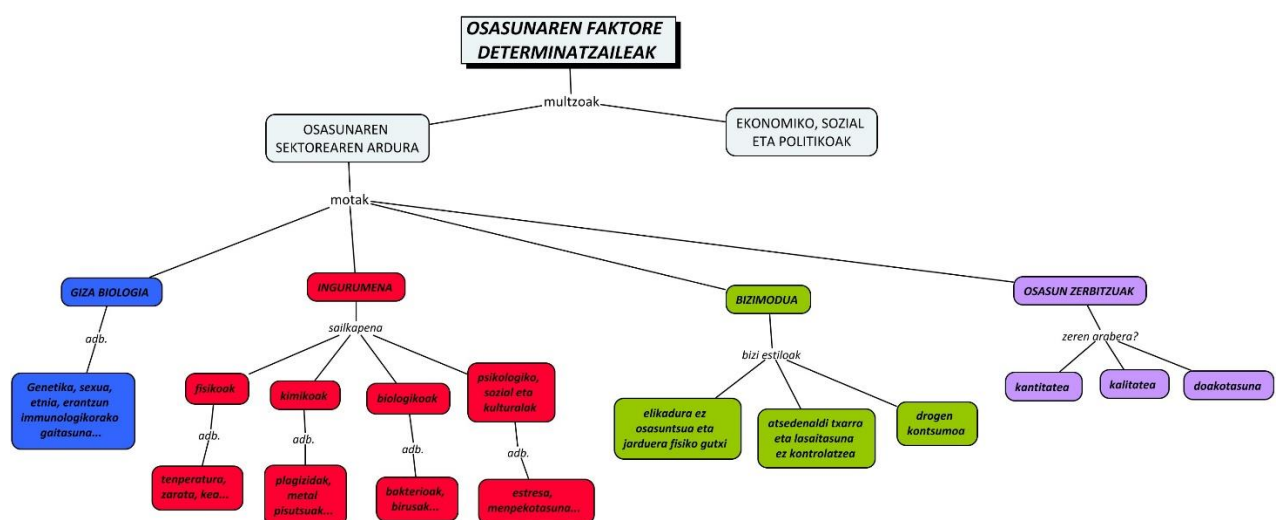 OSASUNAREN FAKTORE
DETERMINATZAILEAK
multzoak
OSASUNAREN
SEKTOREAREN ARDURA
EKONOMIKO, SOZIAL
ETA POLITIKOAK
motak
GIZA BIOLOGIA
INGURUMENA
BIZIMODUA
OSASUN ZERBITZUAK
adb.
Genetika, sexua,
etnia, erantzun
immunologikorako
gaitasuna...
sailkapena
fisikoak
kimikoak
biologikoak
psikologiko,
sozial eta
kulturalak
adb.
tenperatura,
zarata, kea...
adb.
plagizidak,
metal
pisutsuak...
adb.
bakterioak,
birusak...
adb.
estresa,
menpekotasuna...
bizi estiloak
elikadura ez
osasuntsua eta
jarduera fisiko gutxi
atsedenaldi txarra
eta lasaitasuna
ez kontrolatzea
drogen
kontsumoa
zeren arabera?
kantitatea
kalitatea
doakotasuna